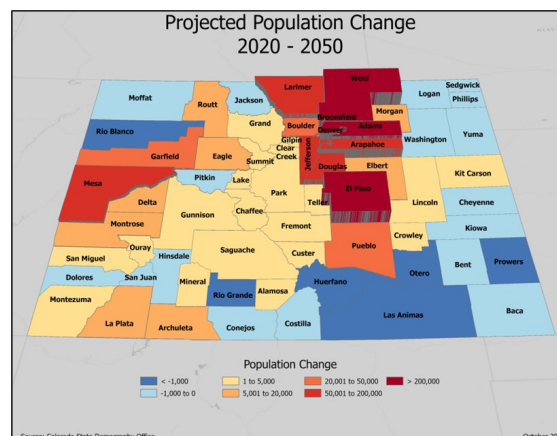 Projected Population Change
2020 - 2050
Moffat
Routt
Jackson
Larimer
Weld
Logan
Sedgwick
Phillips
Morgan
Grand
Rio Blanco
Boulder
Broomfield
Gilpin
Denver
Adams
Washington
Yuma
Garfield
Eagle
Summit
Clear
Creek
Jefferson
Arapahoe
Douglas
Elbert
Kit Carson
Mesa
Pitkin
Lake
Park
Delta
Gunnison
Chaffee
Teller
El Paso
Lincoln
Cheyenne
Montrose
Fremont
Kiowa
Ouray
Crowley
San Miguel
Saguache
Custer
Pueblo
Dolores
San Juan
Hinsdale
Otero
Bent
Prowers
Mineral
Rio Grande
Alamosa
Huerfano
Montezuma
La Plata
Archuleta
Conejos
Costilla
Las Animas
Baca
Population Change
< -1,000
1 to 5,000
20,001 to 50,000
> 200,000
-1,000 to 0
5,001 to 20,000
50,001 to 200,000
Source: Colorado State Demography Office